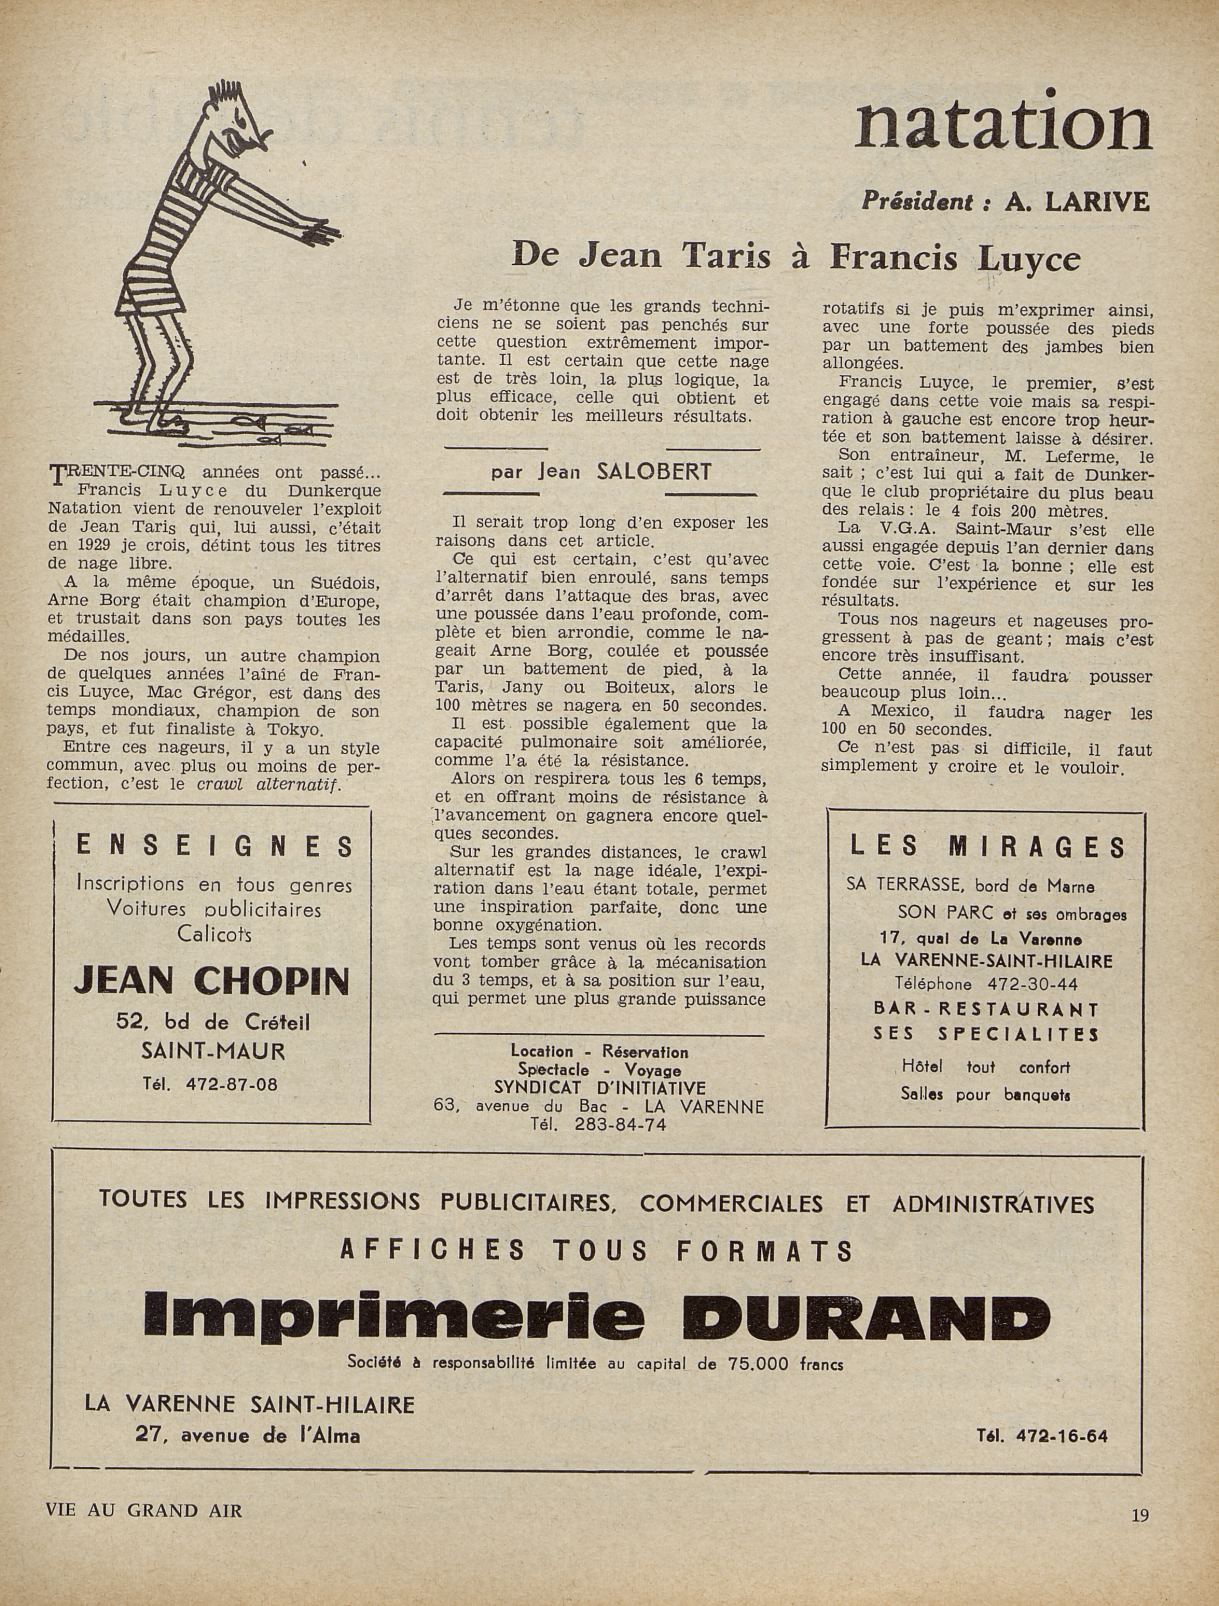 natation
Président : A. LARIVE
De Jean Taris à Francis Luyce
TRENTE-CINQ années ont passé...
Francis Luyce du Dunkerque
Natation vient de renouveler l'exploit
de Jean Taris qui, lui aussi, c'était
en 1929 je crois, détint tous les titres
de nage libre.
A la même époque, un Suédois,
Arne Borg était champion d'Europe,
et trustait dans son pays toutes les
médailles.
De nos jours, un autre champion
de quelques années l'aîné de Fran-
cis Luyce, Mac Grégor, est dans des
temps mondiaux, champion de son
pays, et fut finaliste à Tokyo.
Entre ces nageurs, il y a un style
commun, avec plus ou moins de per-
fection, c'est le crawl alternatif.
Je m'étonne que les grands techni-
ciens ne se soient pas penchés sur
cette question extrêmement impor-
tante. Il est certain que cette nage
est de très loin, la plus logique, la
plus efficace, celle qui obtient et
doit obtenir les meilleurs résultats.
par Jean SALOBERT
Il serait trop long d'en exposer les
raisons dans cet article.
Ce qui est certain, c'est qu'avec
l'alternatif bien enroulé, sans temps
d'arrêt dans l'attaque des bras, avec
une poussée dans l'eau profonde, com-
plète et bien arrondie, comme le na-
geait Arne Borg, coulée et poussée
par un battement de pied, à la
Taris, Jany ou Boiteux, alors le
100 mètres se nagera en 50 secondes.
Il est possible également que la
capacité pulmonaire soit améliorée,
comme l'a été la résistance.
Alors on respirera tous les 6 temps,
et en offrant moins de résistance à
l'avancement on gagnera encore quel-
ques secondes.
Sur les grandes distances, le crawl
alternatif est la nage idéale, l'expi-
ration dans l'eau étant totale, permet
une inspiration parfaite, donc une
bonne oxygénation.
Les temps sont venus où les records
vont tomber grâce à la mécanisation
du 3 temps, et à sa position sur l'eau,
qui permet une plus grande puissance
rotatifs si je puis m'exprimer ainsi,
avec une forte poussée des pieds
par un battement des jambes bien
allongées.
Francis Luyce, le premier, s'est
engagé dans cette voie mais sa respi-
ration à gauche est encore trop heur-
tée et son battement laisse à désirer.
Son entraîneur, M. Leferme, le
sait ; c'est lui qui a fait de Dunker-
que le club propriétaire du plus beau
des relais : le 4 fois 200 mètres.
La V.G.A. Saint-Maur s'est elle
aussi engagée depuis l'an dernier dans
cette voie. C'est la bonne ; elle est
fondée sur l'expérience et sur les
résultats.
Tous nos nageurs et nageuses pro-
gressent à pas de geant ; mais c'est
encore très insuffisant.
Cette année, il faudra pousser
beaucoup plus loin...
A Mexico, il faudra nager les
100 en 50 secondes.
Ce n'est pas si difficile, il faut
simplement y croire et le vouloir.
ENSEIGNES
Inscriptions en tous genres
Voitures publicitaires
Calicots
JEAN CHOPIN
52, bd de Créteil
SAINT-MAUR
Tél. 472-87-08
Location - Réservation
Spectacle - Voyage
SYNDICAT D'INITIATIVE
63, avenue du Bac - LA VARENNE
Tél. 283-84-74
LES MIRAGES
SA TERRASSE, bord de Marne
SON PARC et ses ombrages
17, quai de La Varenne
LA VARENNE-SAINT-HILAIRE
Téléphone 472-30-44
BAR-RESTAURANT
SES SPECIALITES
Hôtel tout confort
Salles pour banquets
TOUTES LES IMPRESSIONS PUBLICITAIRES, COMMERCIALES ET ADMINISTRATIVES
AFFICHES TOUS FORMATS
Imprimerie DURAND
Société à responsabilité limitée au capital de 75.000 francs
LA VARENNE SAINT-HILAIRE
27, avenue de l'Alma
Tél. 472-16-64
VIE AU GRAND AIR
19